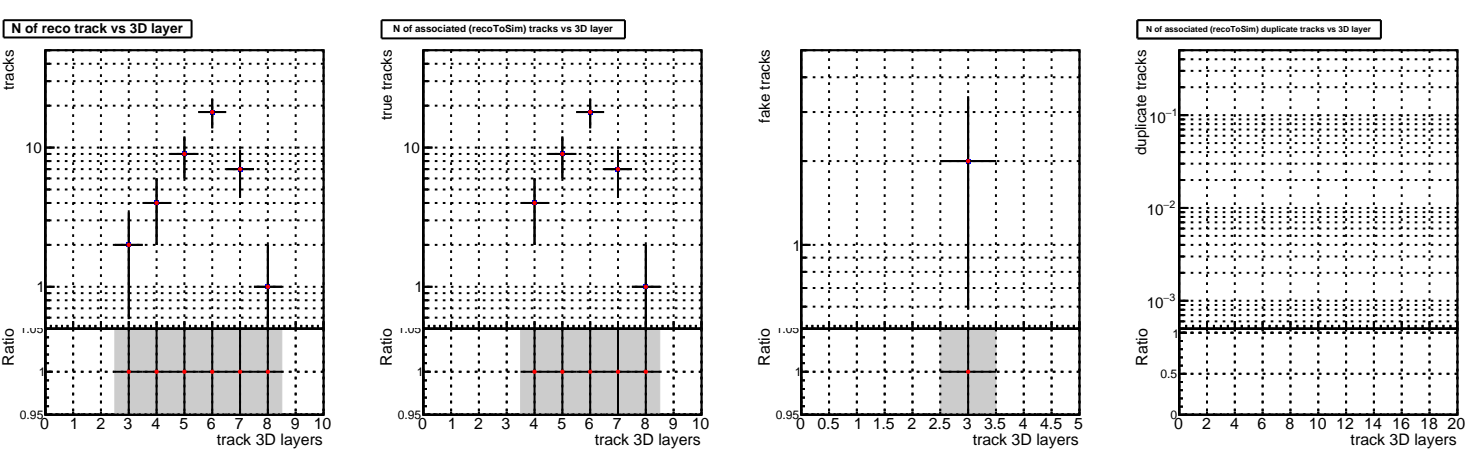 N of reco track vs 3D layer
tracks
10
1
1.05
Ratio
1
0.95
0 1 2 3 4 5 6 7 8 9 10
track 3D layers
N of associated (recoToSim) tracks vs 3D layer
true tracks
10
1
1.05
Ratio
1
0.95
0 1 2 3 4 5 6 7 8 9 10
track 3D layers
fake tracks
1
1.05
Ratio
1
0.95
0 0.5 1 1.5 2 2.5 3 3.5 4 4.5 5
track 3D layers
N of associated (recoToSim) duplicate tracks vs 3D layer
duplicate tracks
10⁻¹
10⁻²
10⁻³
Ratio
1
0.5
0
0 2 4 6 8 10 12 14 16 18 20
track 3D layers